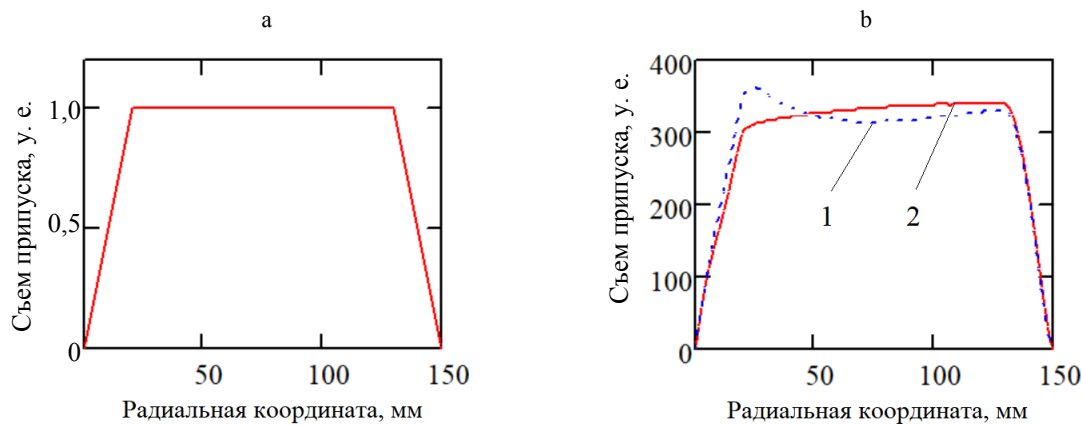 a
Съем припуска, у. е.
1,0
0,5
0
50
100
150
Радиальная координата, мм
b
Съем припуска, у. е.
400
300
200
100
0
1
2
50
100
150
Радиальная координата, мм